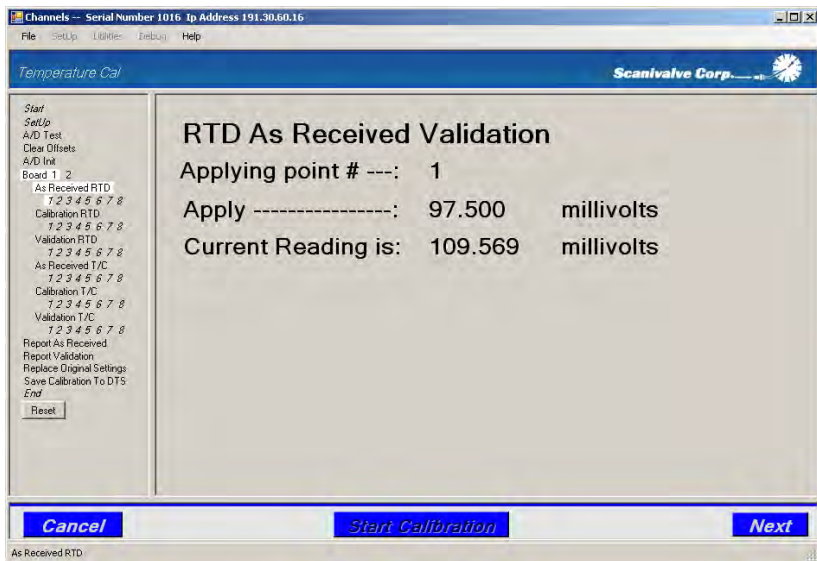 Channels -- Serial Number 1016 Ip Address 191.30.60.16
File SetUp Utilities Debug Help
Temperature Cal Scanivalve Corp.
Start
SetUp
A/D Test
Clear Offsets
A/D Init
Board 1 2
As Received RTD
1 2 3 4 5 6 7 8
Calibration RTD
1 2 3 4 5 6 7 8
Validation RTD
1 2 3 4 5 6 7 8
As Received T/C
1 2 3 4 5 6 7 8
Calibration T/C
1 2 3 4 5 6 7 8
Validation T/C
1 2 3 4 5 6 7 8
Report As Received
Report Validation
Replace Original Settings
Save Calibration To DTS
End
Reset
RTD As Received Validation
Applying point # ---: 1
Apply ----------------: 97.500 millivolts
Current Reading is: 109.569 millivolts
Cancel Start Calibration Next
As Received RTD